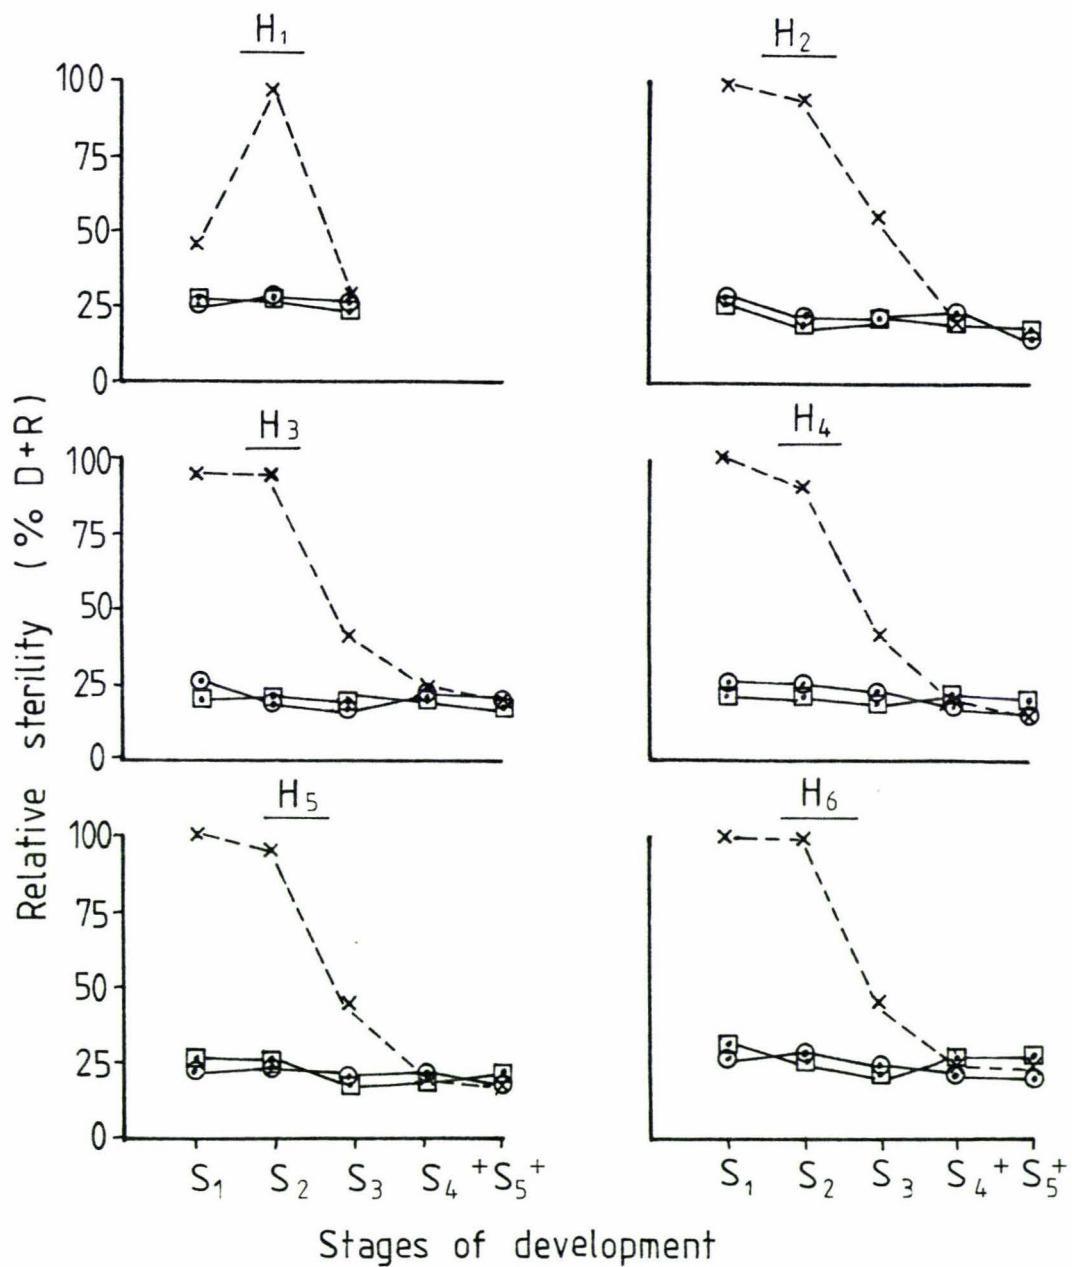 H₁
H₂
100
75
50
25
0
H₃
H₄
100
75
50
25
0
H₅
H₆
100
75
50
25
0
Relative sterility (% D+R)
S₁ S₂ S₃ S₄⁺ S₅⁺
S₁ S₂ S₃ S₄⁺ S₅⁺
Stages of development